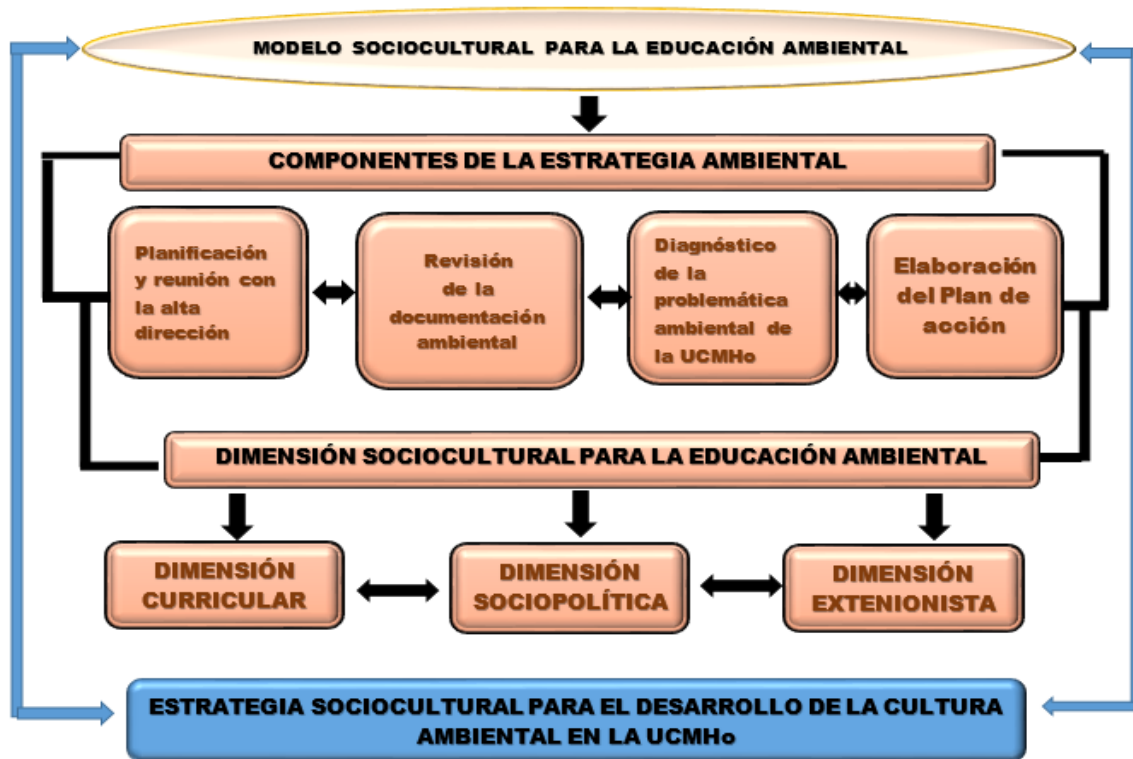 MODELO SOCIOCULTURAL PARA LA EDUCACIÓN AMBIENTAL
COMPONENTES DE LA ESTRATEGIA AMBIENTAL
Planificación
y reunión con
la alta
dirección
Revisión
de la
documentación
ambiental
Diagnóstico
de la
problemática
ambiental de
la UCMHo
Elaboración
del Plan de
acción
DIMENSIÓN SOCIOCULTURAL PARA LA EDUCACIÓN AMBIENTAL
DIMENSIÓN
CURRICULAR
DIMENSIÓN
SOCIOPOLÍTICA
DIMENSIÓN
EXTENIONISTA
ESTRATEGIA SOCIOCULTURAL PARA EL DESARROLLO DE LA CULTURA
AMBIENTAL EN LA UCMHo